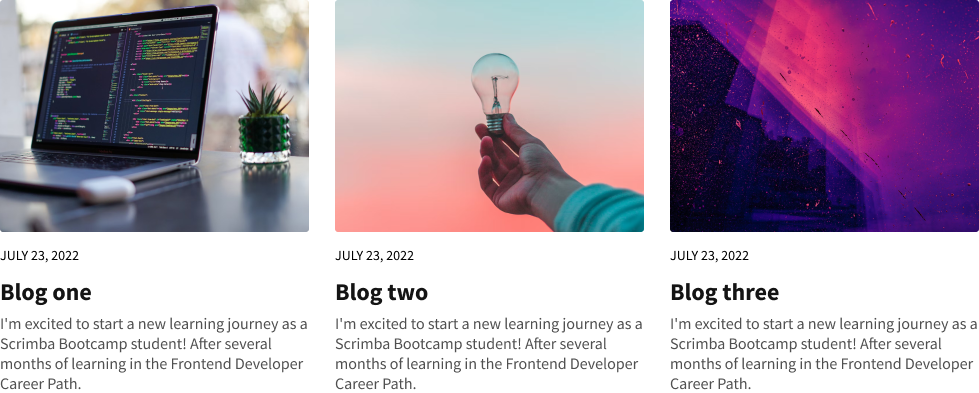 JULY 23, 2022
Blog one
I'm excited to start a new learning journey as a
Scrimba Bootcamp student! After several
months of learning in the Frontend Developer
Career Path.
JULY 23, 2022
Blog two
I'm excited to start a new learning journey as a
Scrimba Bootcamp student! After several
months of learning in the Frontend Developer
Career Path.
JULY 23, 2022
Blog three
I'm excited to start a new learning journey as a
Scrimba Bootcamp student! After several
months of learning in the Frontend Developer
Career Path.